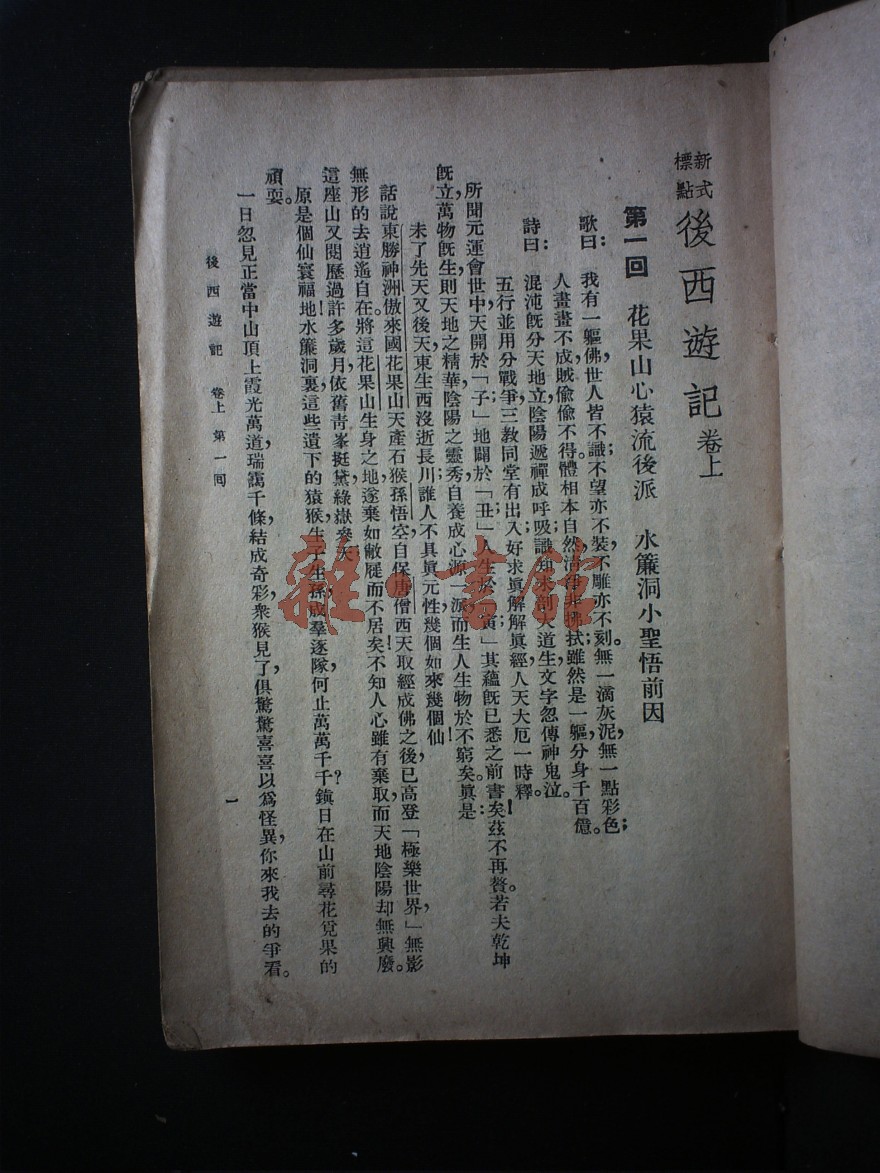 新式標點 後西遊記 卷上
第一回 花果山心猿流後派 水簾洞小聖悟前因
歌曰：我有一軀佛，世人皆不識；不望亦不裝，不雕亦不刻。無一滴灰泥，無一點彩色；
人畫畫不成，賊偷偷不得。體相本自然，清淨非拂拭；雖然是一軀，分身千百億。
詩曰：混沌旣分天地立，陰陽遞禪成呼吸；識知未剖大道生，文字忽傳神鬼泣。
五行並用分戰爭，三教同堂有出入；好求眞解解眞經，人天大厄一時釋。
所聞元運會世中，天開於「子」，地闢於「丑」，人生於「寅」；其蘊旣已悉之前書矣，茲不再贅。若夫乾坤
旣立，萬物旣生，則天地之精華，陰陽之靈秀，自養成心源一派，而生人生物於不窮矣！眞是：
未了先天又後天，東生西沒逝長川，誰人不具眞元性，幾個如來幾個仙！
話說東勝神洲傲來國花果山天產石猴孫悟空，自保唐僧西天取經成佛之後，已高登「極樂世界」，無影
無形的去逍遙自在。將這花果山生身之地，遂棄如敝屣而不居矣！不知人心雖有棄取，而天地陰陽却無興廢。
這座山又閱歷過許多歲月，依舊靑峯挺黛，綠嶽參天；
原是個仙寰福地！水簾洞裏這些遺下的猿猴，生子生孫，成羣逐隊，何止萬萬千千？鎭日在山前尋花覓果的
頑耍。
一日，忽見正當中山頂上霞光萬道，瑞靄千條，結成奇彩，衆猴見了，俱驚驚喜喜，以爲怪異，你來我去的爭看。
後西遊記 卷上 第一回
一
雜書館